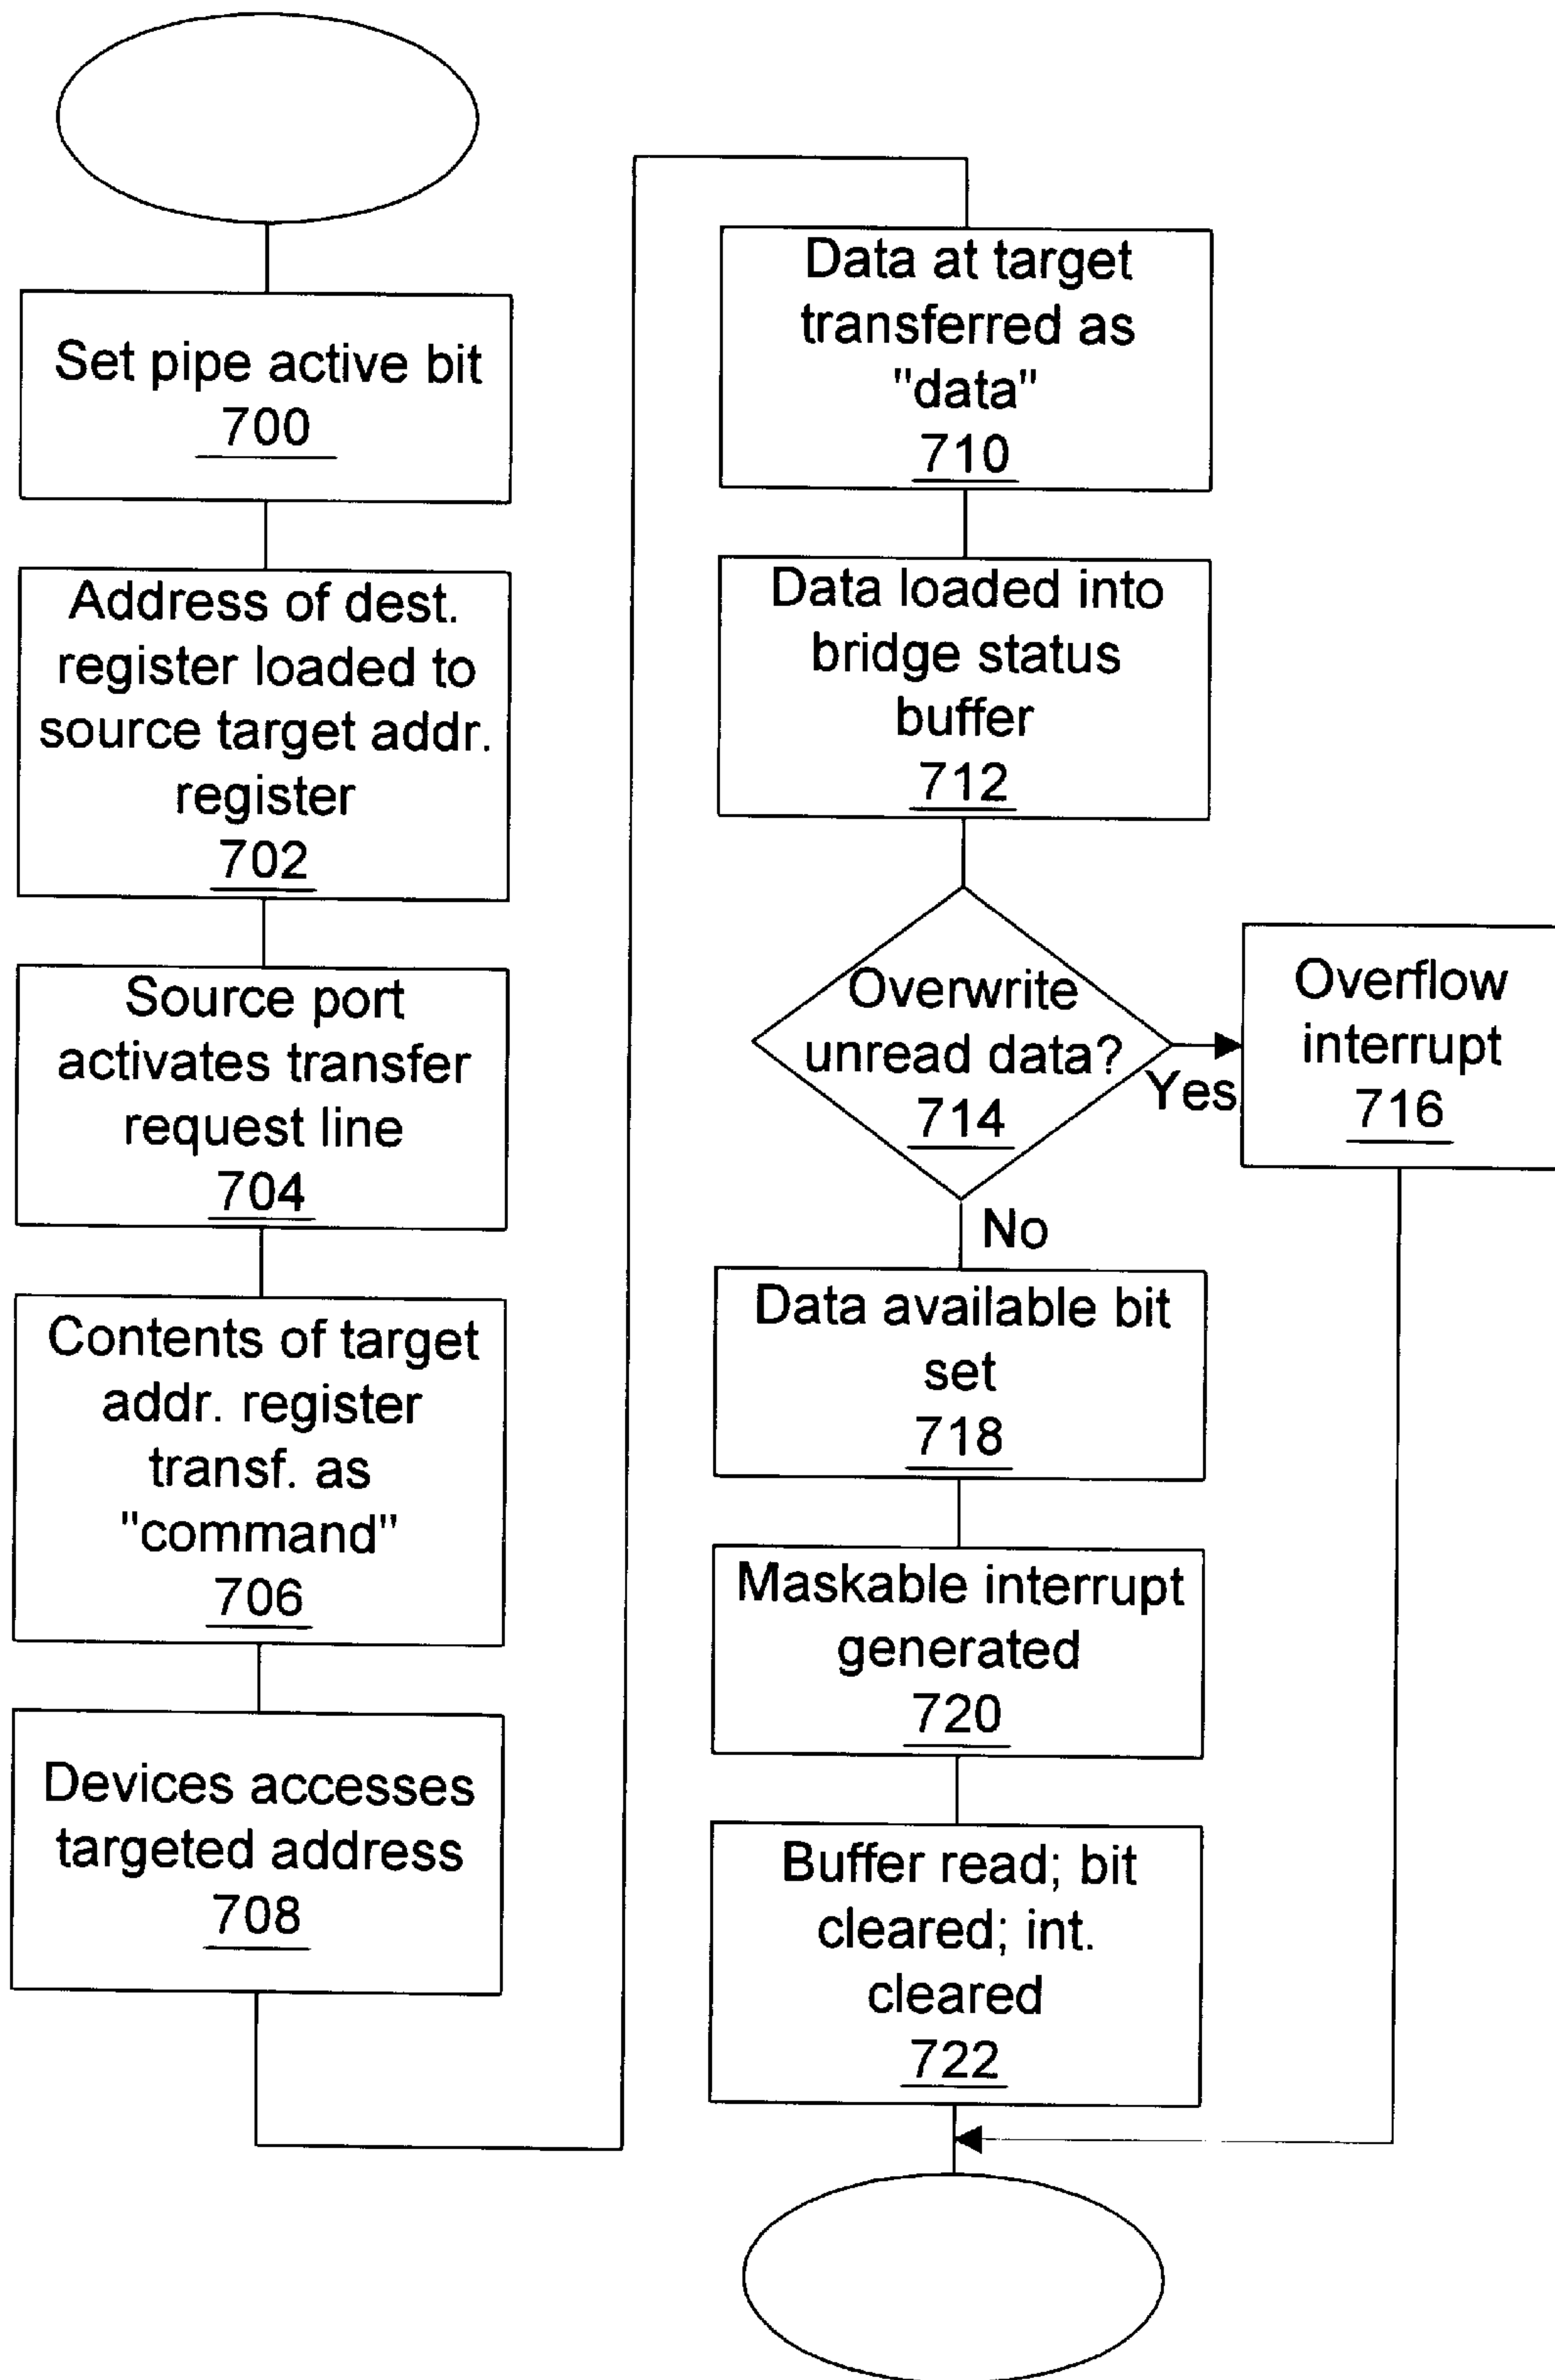 Set pipe active bit
700
Address of dest.
register loaded to
source target addr.
register
702
Source port
activates transfer
request line
704
Contents of target
addr. register
transf. as
"command"
706
Devices accesses
targeted address
708
Data at target
transferred as
"data"
710
Data loaded into
bridge status
buffer
712
Overwrite
unread data?
714
Yes
Overflow
interrupt
716
No
Data available bit
set
718
Maskable interrupt
generated
720
Buffer read; bit
cleared; int.
cleared
722